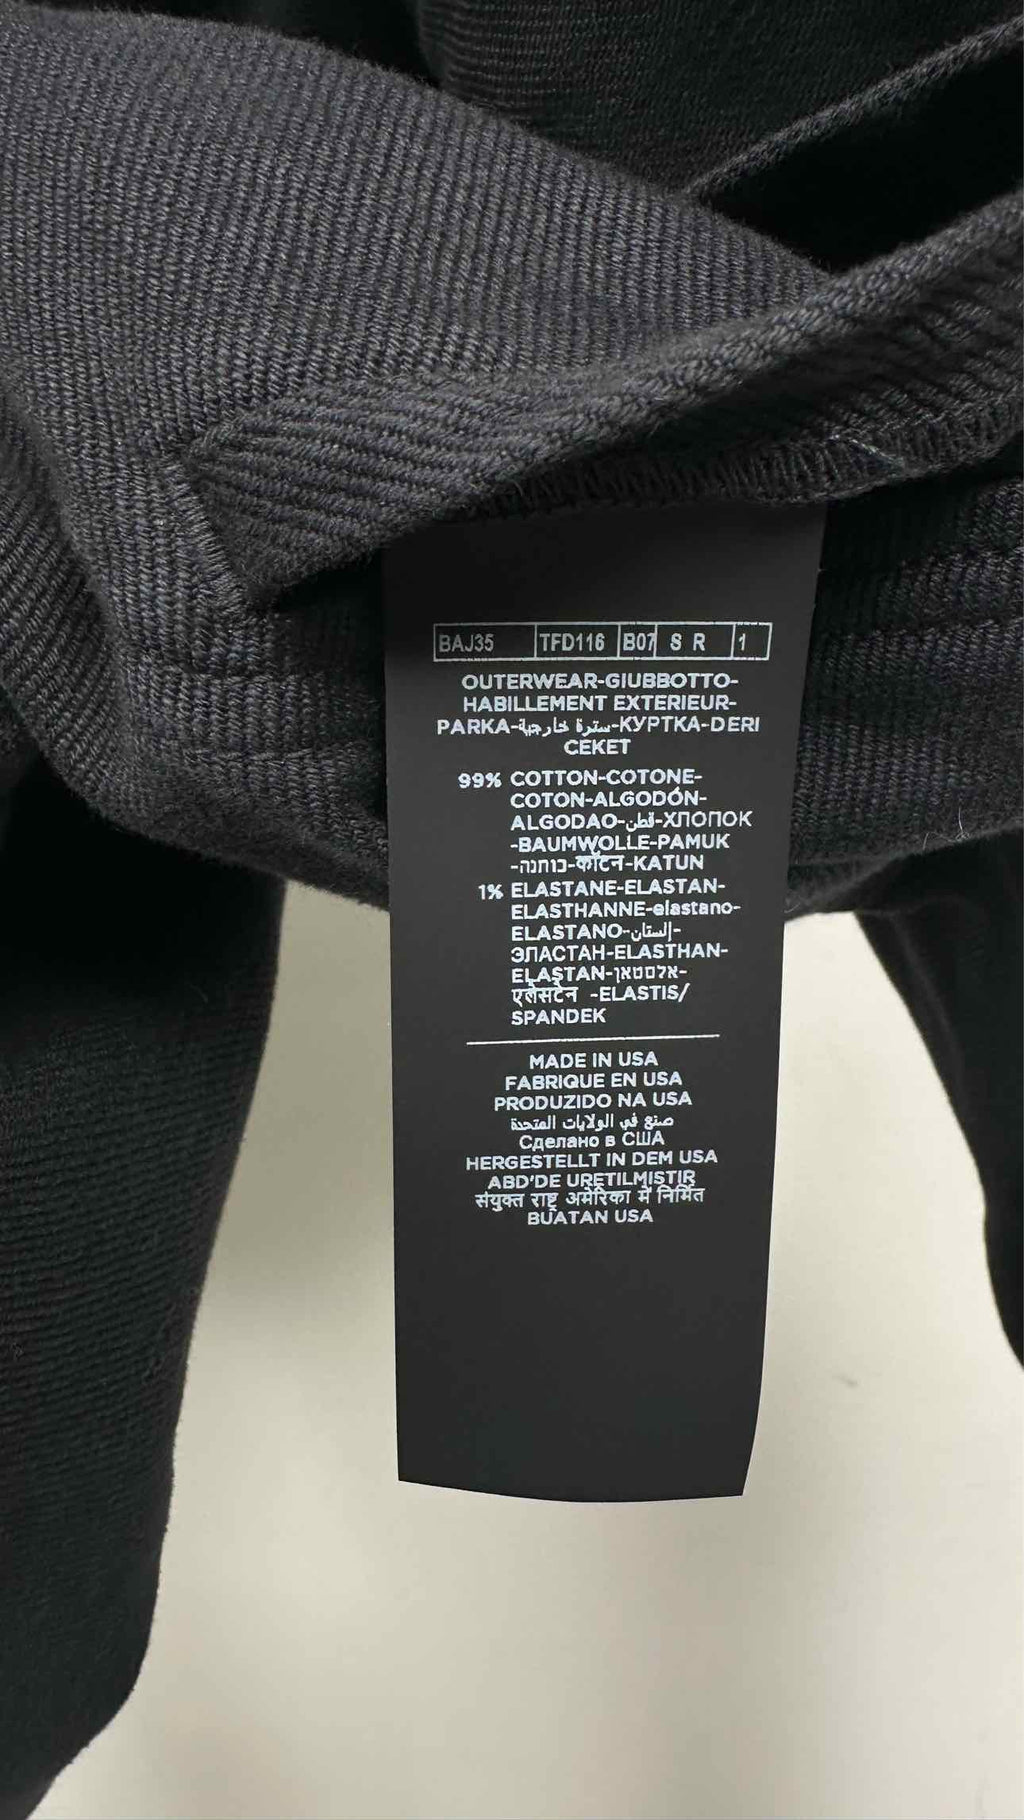 BAJ35 TFD116 B07 S R 1
OUTERWEAR-GIUBBOTTO-
HABILLEMENT EXTERIEUR-
PARKA-سترة خارجية-КУРТКА-DERI
CEKET
99% COTTON-COTONE-
COTON-ALGODÓN-
ALGODAO-قطن-ХЛОПОК
-BAUMWOLLE-PAMUK
-כותנה-कॉटन-KATUN
1% ELASTANE-ELASTAN-
ELASTHANNE-elastano-
ELASTANO-إلستان-
ЭЛАСТАН-ELASTHAN-
ELASTAN-אלסטאן-
एलेस्टेन -ELASTIS/
SPANDEK
MADE IN USA
FABRIQUE EN USA
PRODUZIDO NA USA
صنع في الولايات المتحدة
Сделано в США
HERGESTELLT IN DEM USA
ABD'DE URETILMISTIR
संयुक्त राष्ट्र अमेरिका में निर्मित
BUATAN USA